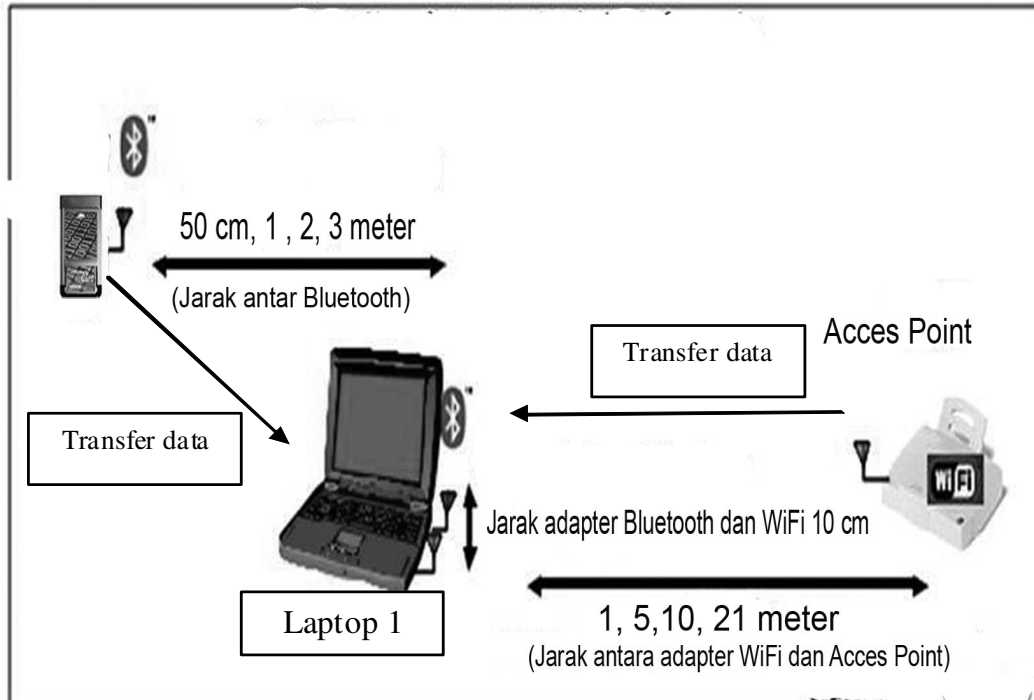 50 cm, 1 , 2, 3 meter
(Jarak antar Bluetooth)
Transfer data
Acces Point
Transfer data
WiFi
Jarak adapter Bluetooth dan WiFi 10 cm
Laptop 1
1, 5,10, 21 meter
(Jarak antara adapter WiFi dan Acces Point)